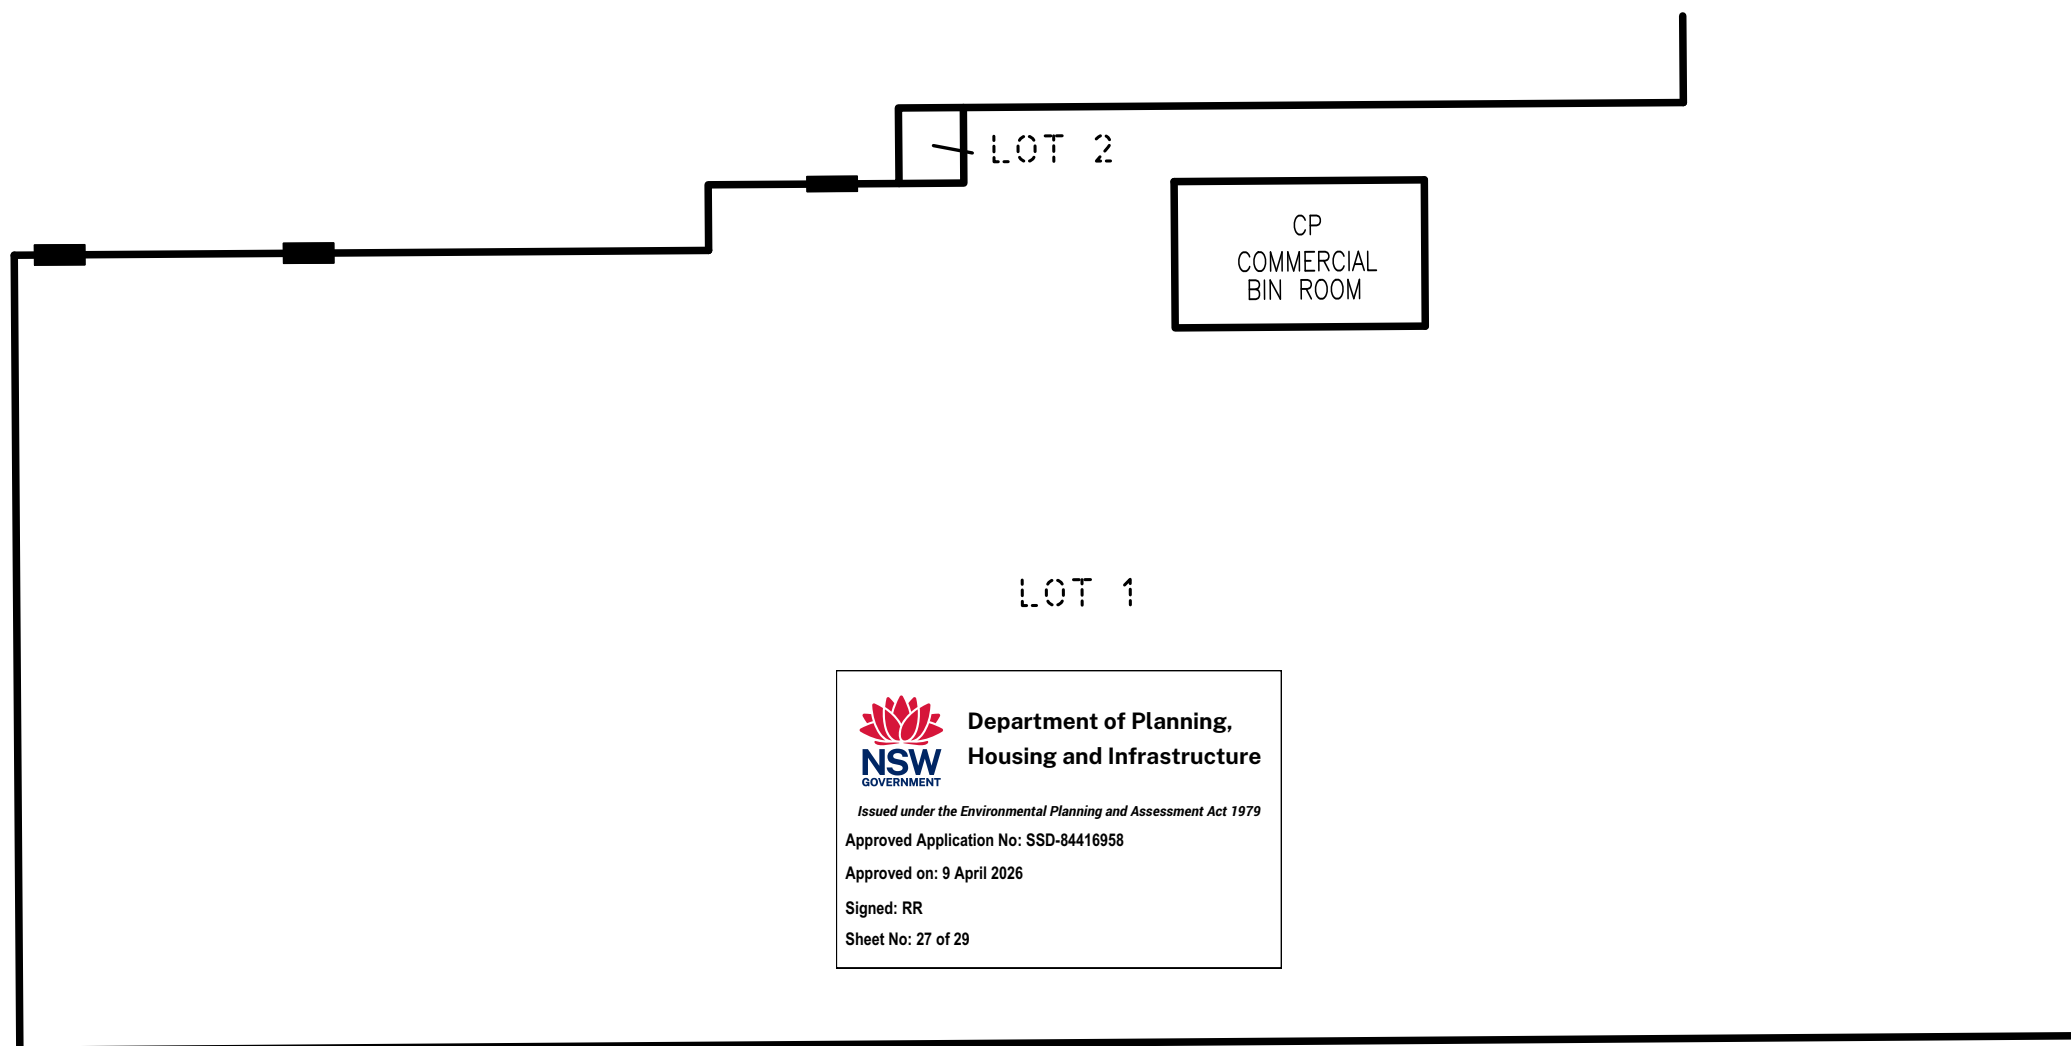 LOT 2
CP
COMMERCIAL
BIN ROOM
LOT 1
NSW
GOVERNMENT
Department of Planning,
Housing and Infrastructure
Issued under the Environmental Planning and Assessment Act 1979
Approved Application No: SSD-84416958
Approved on: 9 April 2026
Signed: RR
Sheet No: 27 of 29